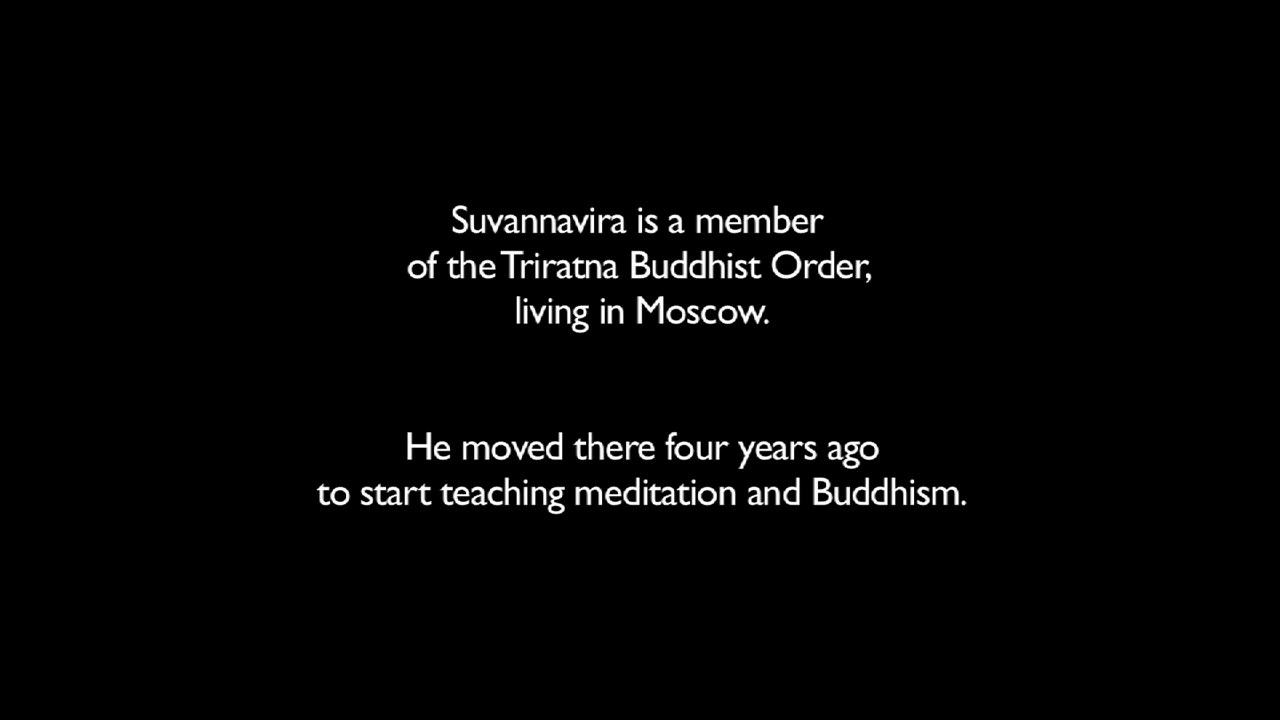 Suvannavira is a member
of the Triratna Buddhist Order,
living in Moscow.
He moved there four years ago
to start teaching meditation and Buddhism.